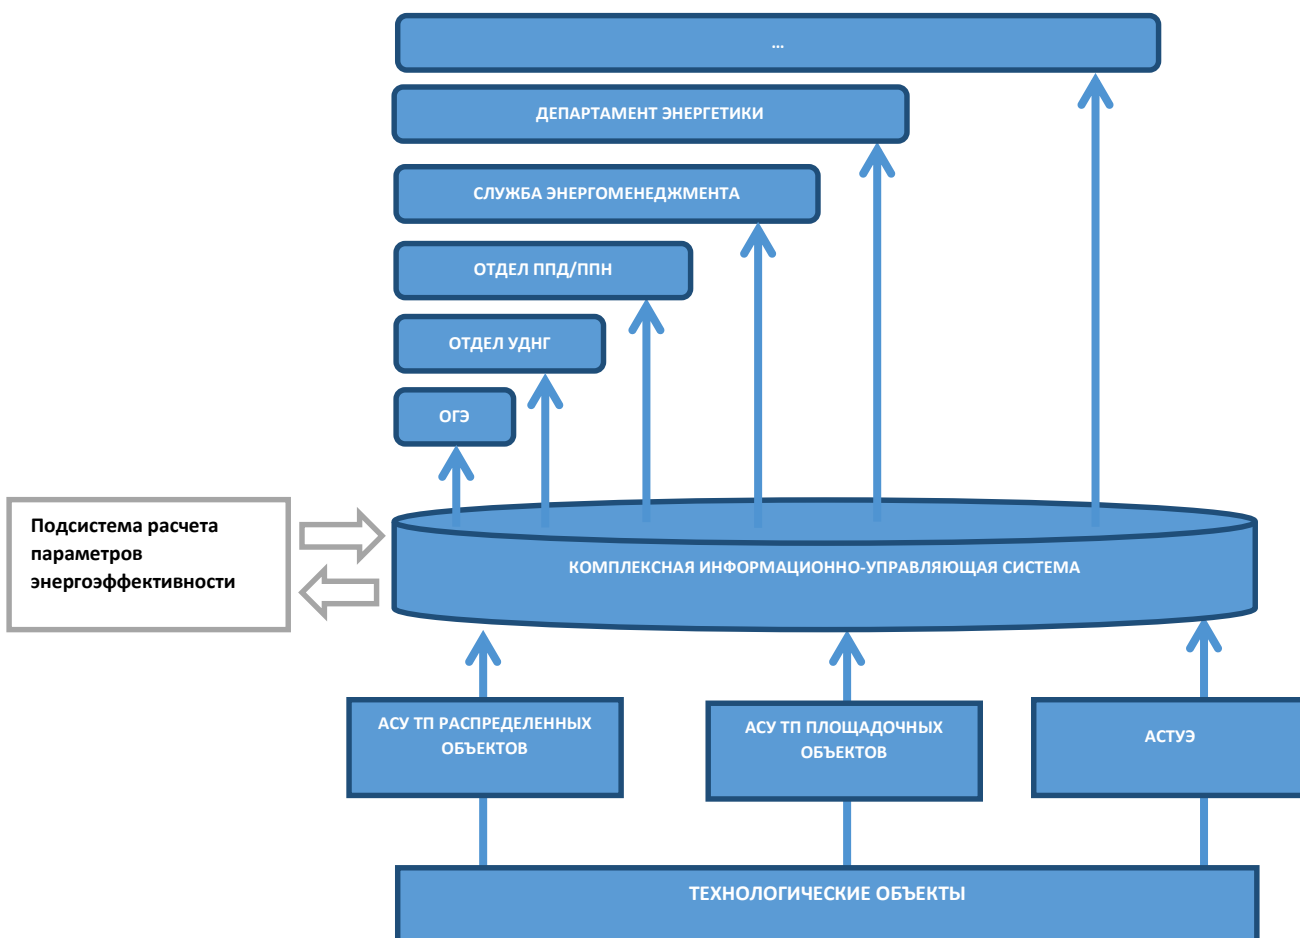 ...
ДЕПАРТАМЕНТ ЭНЕРГЕТИКИ
СЛУЖБА ЭНЕРГОМЕНЕДЖМЕНТА
ОТДЕЛ ППД/ППН
ОТДЕЛ УДНГ
ОГЭ
Подсистема расчета
параметров
энергоэффективности
КОМПЛЕКСНАЯ ИНФОРМАЦИОННО-УПРАВЛЯЮЩАЯ СИСТЕМА
АСУ ТП РАСПРЕДЕЛЕННЫХ
ОБЪЕКТОВ
АСУ ТП ПЛОЩАДОЧНЫХ
ОБЪЕКТОВ
АСТУЭ
ТЕХНОЛОГИЧЕСКИЕ ОБЪЕКТЫ